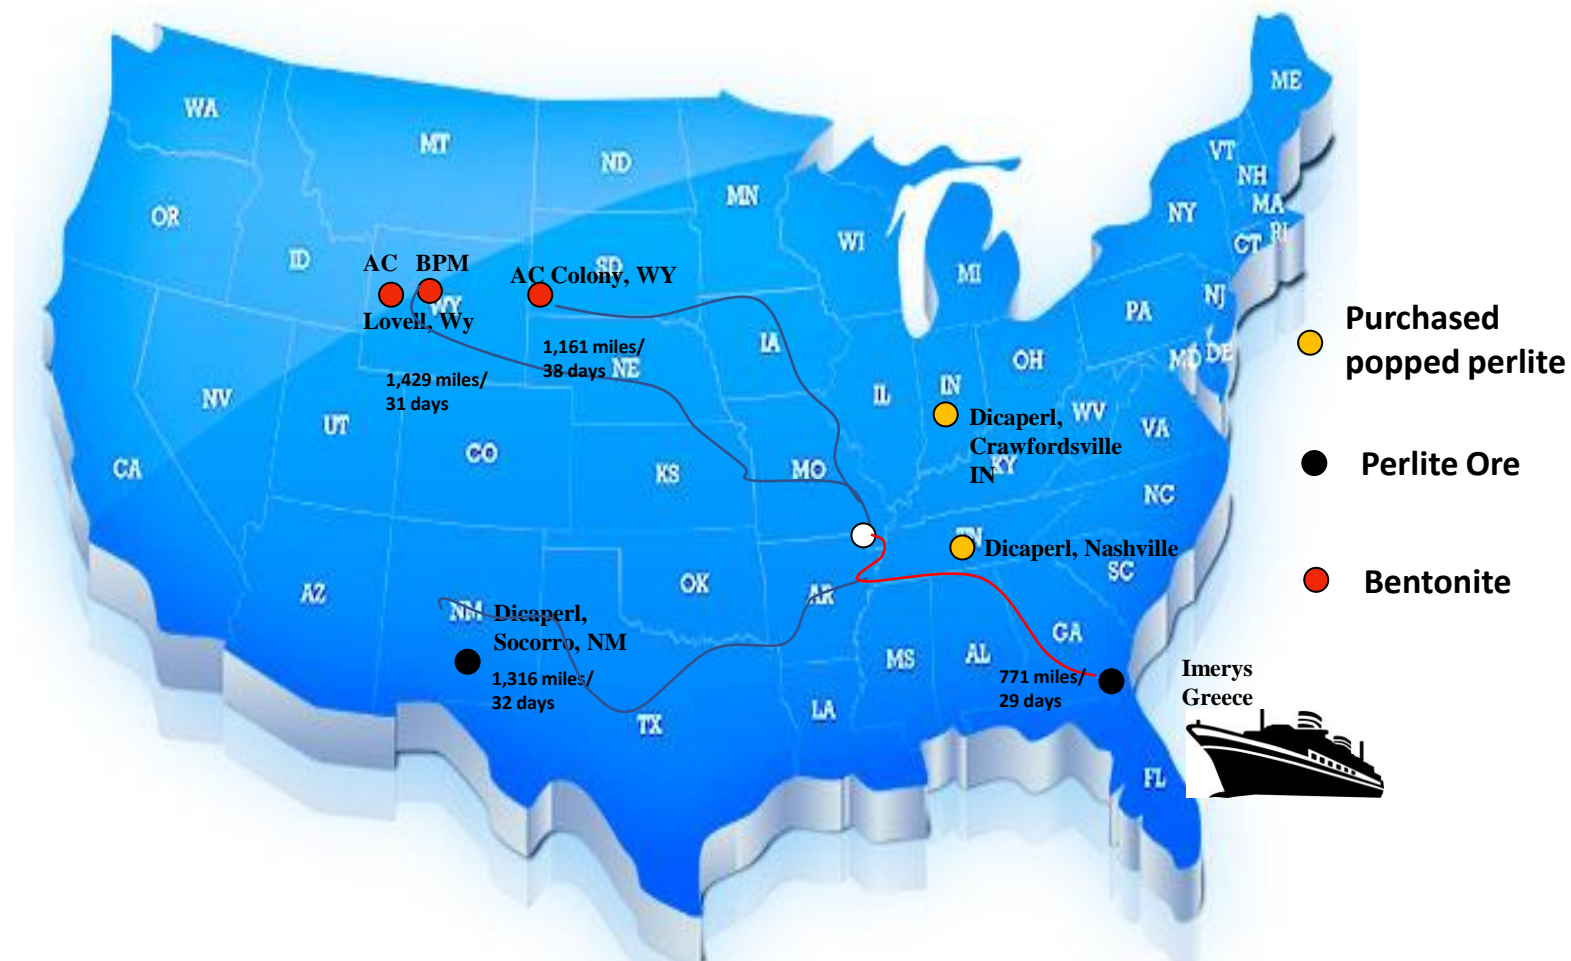 ME
WA
MT
ND
VT
NH
MN
MA
OR
NY
WI
CT
RI
ID
AC
BPM
SD
AC Colony, WY
MI
WY
NJ
Lovell, Wy
PA
Purchased
popped perlite
1,161 miles/
38 days
IA
NE
OH
MD
DE
1,429 miles/
31 days
NV
IL
IN
WV
UT
Dicaperl,
Crawfordsville
IN
VA
CO
KY
CA
KS
MO
Perlite Ore
NC
TN
Dicaperl, Nashville
SC
OK
Bentonite
AZ
AR
NM
Dicaperl,
Socorro, NM
GA
MS
AL
1,316 miles/
32 days
771 miles/
29 days
Imerys
Greece
LA
TX
FL